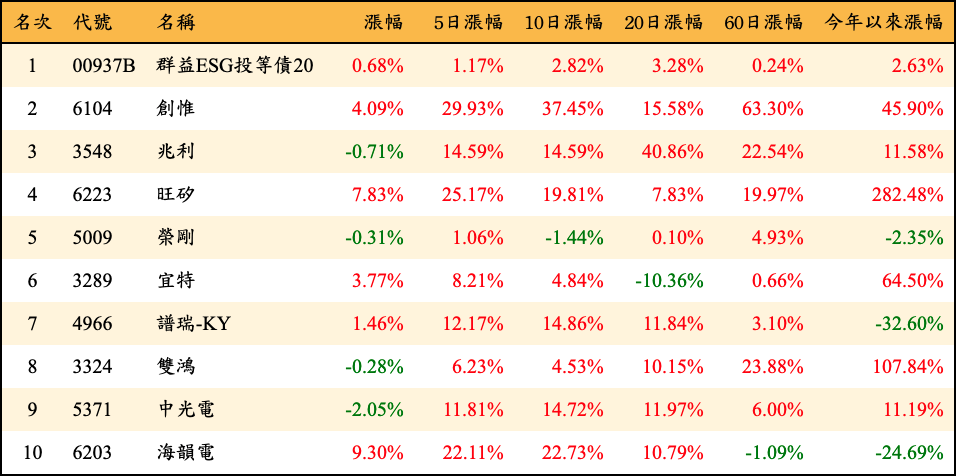 名次 代號 名稱 漲幅 5日漲幅 10日漲幅 20日漲幅 60日漲幅 今年以來漲幅
1 00937B 群益ESG投等債20 0.68% 1.17% 2.82% 3.28% 0.24% 2.63%
2 6104 創惟 4.09% 29.93% 37.45% 15.58% 63.30% 45.90%
3 3548 兆利 -0.71% 14.59% 14.59% 40.86% 22.54% 11.58%
4 6223 旺矽 7.83% 25.17% 19.81% 7.83% 19.97% 282.48%
5 5009 榮剛 -0.31% 1.06% -1.44% 0.10% 4.93% -2.35%
6 3289 宜特 3.77% 8.21% 4.84% -10.36% 0.66% 64.50%
7 4966 譜瑞-KY 1.46% 12.17% 14.86% 11.84% 3.10% -32.60%
8 3324 雙鴻 -0.28% 6.23% 4.53% 10.15% 23.88% 107.84%
9 5371 中光電 -2.05% 11.81% 14.72% 11.97% 6.00% 11.19%
10 6203 海韻電 9.30% 22.11% 22.73% 10.79% -1.09% -24.69%